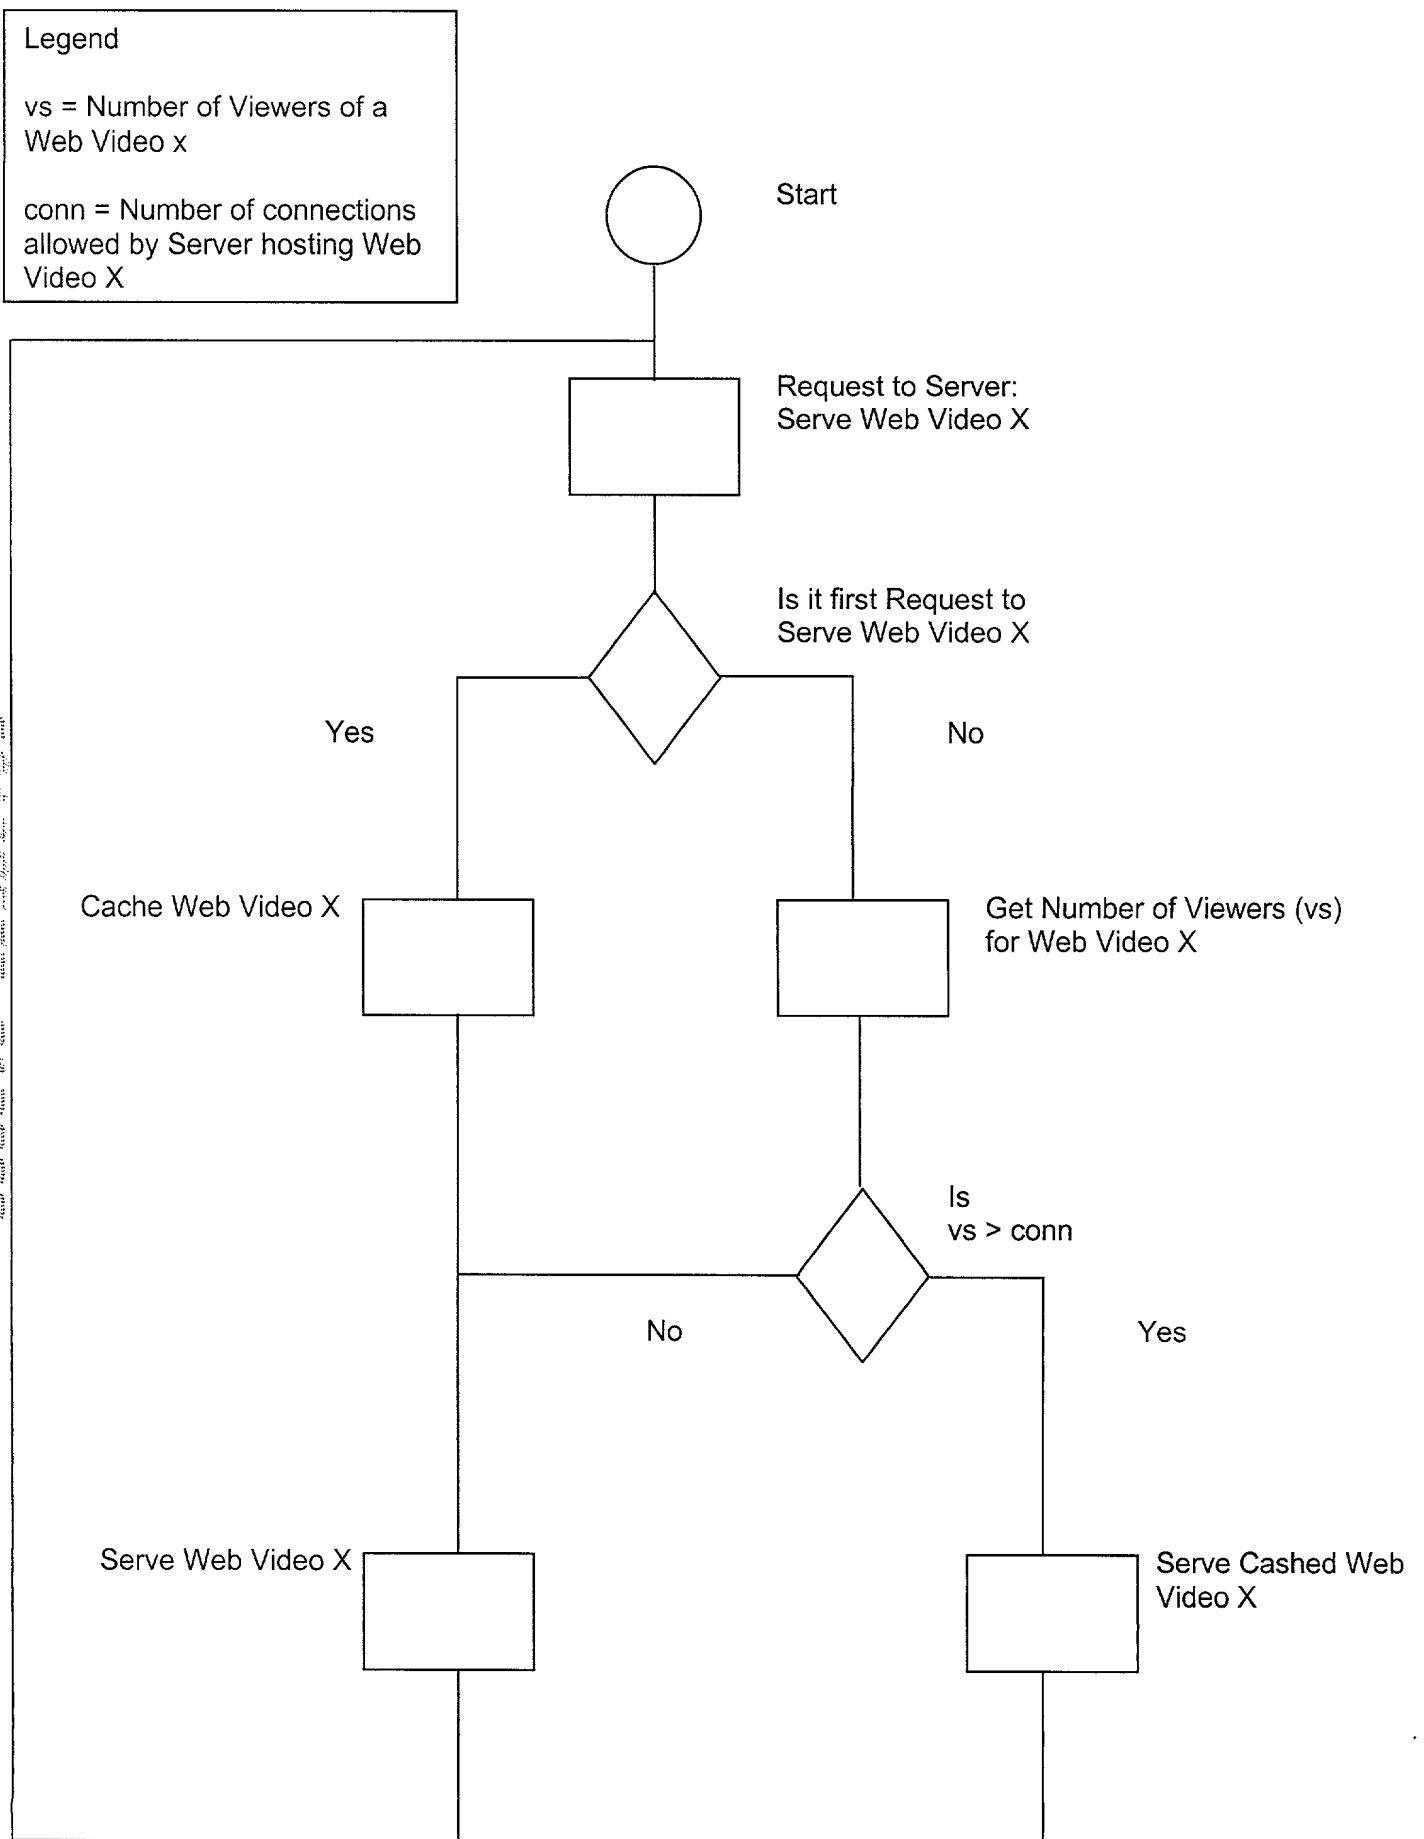 Legend
vs = Number of Viewers of a
Web Video x
conn = Number of connections
allowed by Server hosting Web
Video X
Start
Request to Server:
Serve Web Video X
Is it first Request to
Serve Web Video X
Yes
No
Cache Web Video X
Get Number of Viewers (vs)
for Web Video X
Is
vs > conn
No
Yes
Serve Web Video X
Serve Cashed Web
Video X